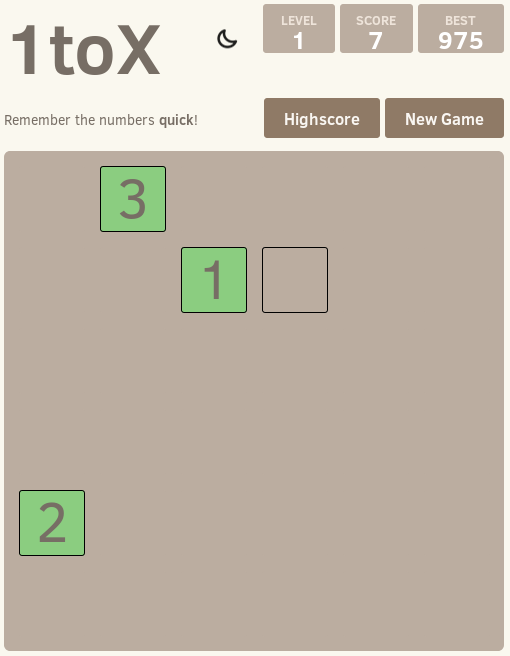 1toX
LEVEL
1
SCORE
7
BEST
975
Remember the numbers quick!
Highscore
New Game
3
1
2